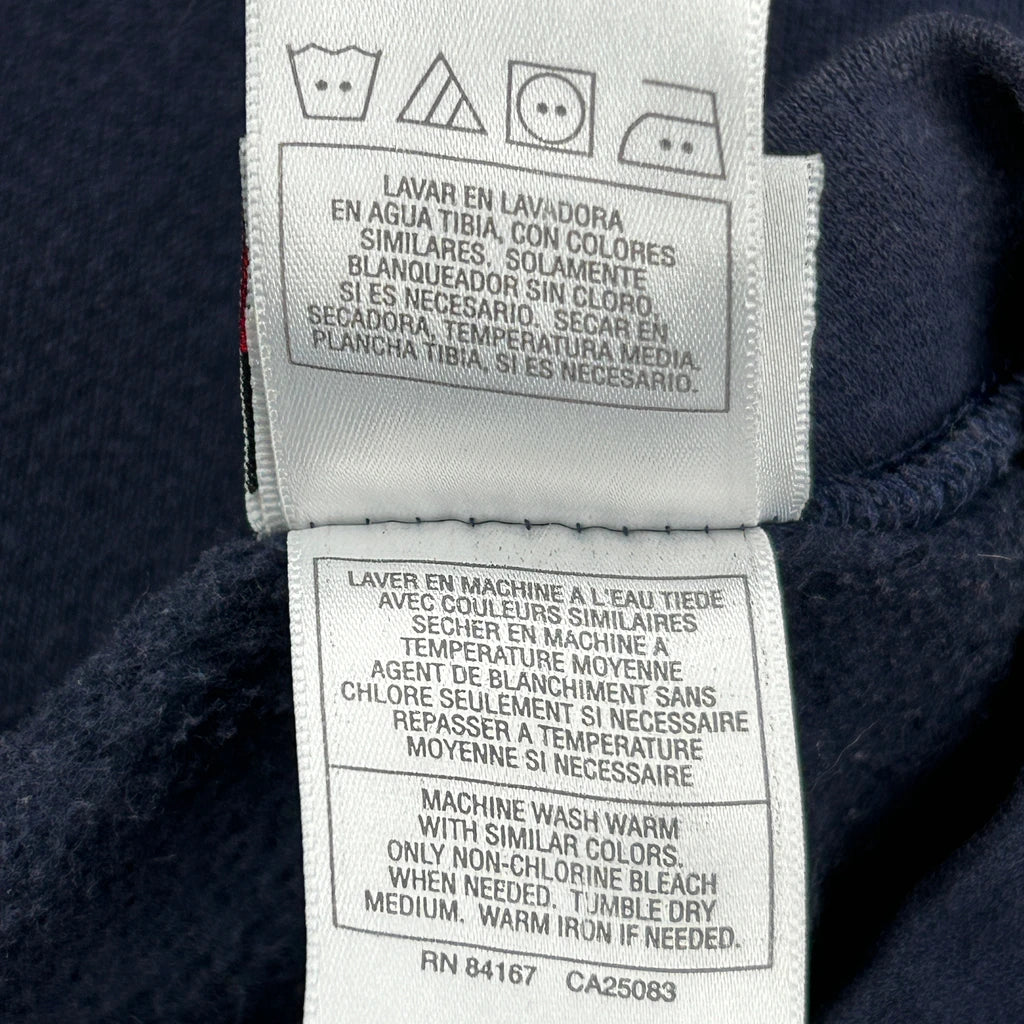 LAVAR EN LAVADORA
EN AGUA TIBIA, CON COLORES
SIMILARES. SOLAMENTE
BLANQUEADOR SIN CLORO,
SI ES NECESARIO. SECAR EN
SECADORA, TEMPERATURA MEDIA.
PLANCHA TIBIA, SI ES NECESARIO.
LAVER EN MACHINE A L'EAU TIEDE
AVEC COULEURS SIMILAIRES
SECHER EN MACHINE A
TEMPERATURE MOYENNE
AGENT DE BLANCHIMENT SANS
CHLORE SEULEMENT SI NECESSAIRE
REPASSER A TEMPERATURE
MOYENNE SI NECESSAIRE
MACHINE WASH WARM
WITH SIMILAR COLORS.
ONLY NON-CHLORINE BLEACH
WHEN NEEDED. TUMBLE DRY
MEDIUM. WARM IRON IF NEEDED.
RN 84167 CA25083